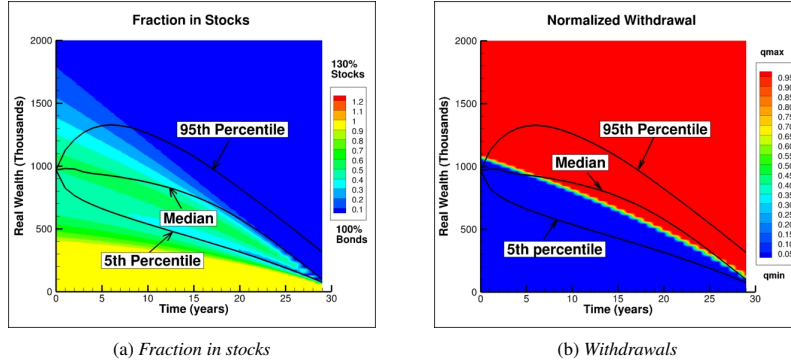 Fraction in Stocks
Real Wealth (Thousands)
2000
1500
1000
500
0
0 5 10 15 20 25 30
Time (years)
95th Percentile
Median
5th Percentile
130%
Stocks
1.2
1.1
1
0.9
0.8
0.7
0.6
0.5
0.4
0.3
0.2
0.1
100%
Bonds
(a) Fraction in stocks
Normalized Withdrawal
Real Wealth (Thousands)
2000
1500
1000
500
0
0 5 10 15 20 25 30
Time (years)
95th Percentile
Median
5th percentile
qmax
0.95
0.90
0.85
0.80
0.75
0.70
0.65
0.60
0.55
0.50
0.45
0.40
0.35
0.30
0.25
0.20
0.15
0.10
0.05
qmin
(b) Withdrawals